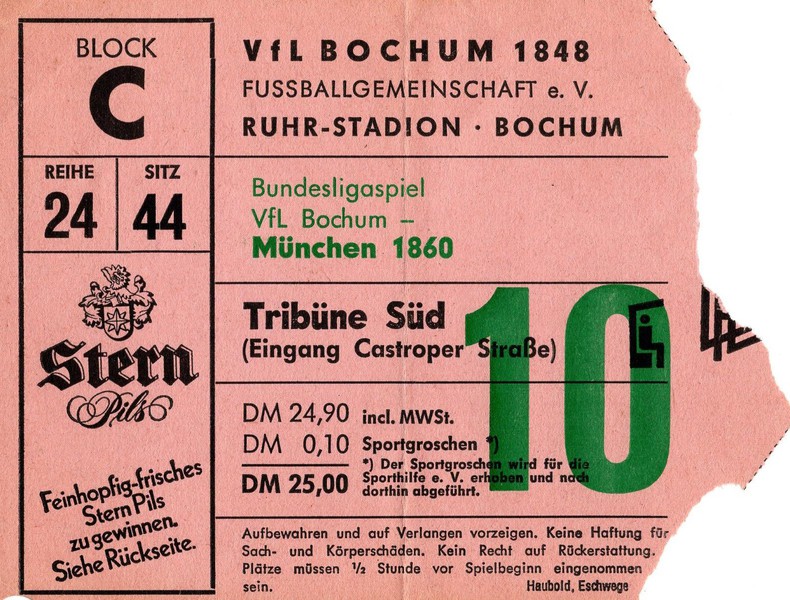 BLOCK
C
REIHE SITZ
24 44
Stern
Pils
Feinhopfig-frisches
Stern Pils
zu gewinnen.
Siehe Rückseite.
VfL BOCHUM 1848
FUSSBALLGEMEINSCHAFT e. V.
RUHR-STADION · BOCHUM
Bundesligaspiel
VfL Bochum –
München 1860
Tribüne Süd
(Eingang Castroper Straße)
10
DM 24,90 incl. MWSt.
DM 0,10 Sportgroschen *)
*) Der Sportgroschen wird für die
DM 25,00 Sporthilfe e. V. erhoben und nach
dorthin abgeführt.
Aufbewahren und auf Verlangen vorzeigen. Keine Haftung für
Sach- und Körperschäden. Kein Recht auf Rückerstattung.
Plätze müssen ½ Stunde vor Spielbeginn eingenommen
sein. Haubold, Eschwege